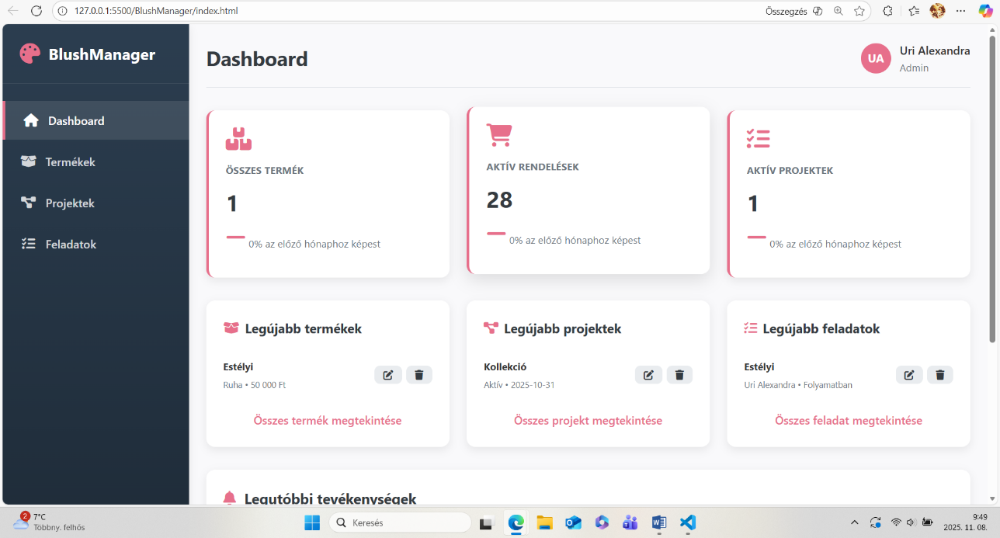 127.0.0.1:5500/BlushManager/index.html
Összegzés
BlushManager
Dashboard
Termékek
Projektek
Feladatok
Dashboard
UA
Uri Alexandra
Admin
ÖSSZES TERMÉK
1
0% az előző hónaphoz képest
AKTÍV RENDELÉSEK
28
0% az előző hónaphoz képest
AKTÍV PROJEKTEK
1
0% az előző hónaphoz képest
Legújabb termékek
Estélyi
Ruha • 50 000 Ft
Összes termék megtekintése
Legújabb projektek
Kollekció
Aktív • 2025-10-31
Összes projekt megtekintése
Legújabb feladatok
Estélyi
Uri Alexandra • Folyamatban
Összes feladat megtekintése
Legutóbbi tevékenységek
2
7°C
Többny. felhős
Keresés
9:49
2025. 11. 08.